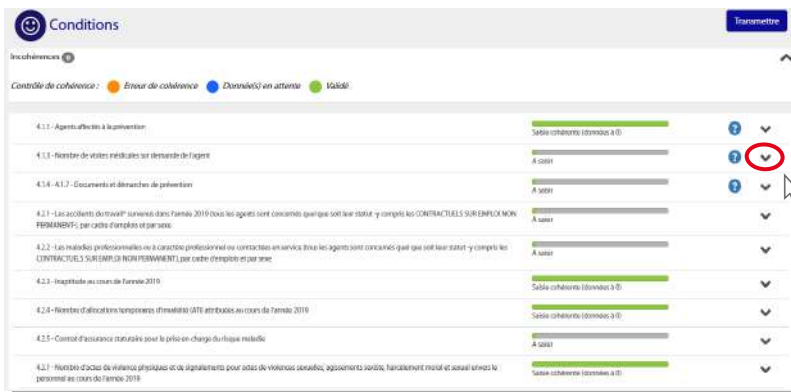 Conditions
Transmettre
Incohérences 0
Contrôle de cohérence : Erreur de cohérence Donnée(s) en attente Validé
4.1.1 - Agents affectés à la prévention
Saisie cohérente (données à 0)
4.1.3 - Nombre de visites médicales sur demande de l'agent
A saisir
4.1.4 - 4.1.7 - Documents et démarches de prévention
A saisir
4.2.1 - Les accidents du travail* survenus dans l'année 2019 (tous les agents sont concernés quel que soit leur statut -y compris les CONTRACTUELS SUR EMPLOI NON
PERMANENT-), par cadre d'emplois et par sexe
A saisir
4.2.2 - Les maladies professionnelles ou à caractère professionnel ou contractées en service (tous les agents sont concernés quel que soit leur statut -y compris les
CONTRACTUELS SUR EMPLOI NON PERMANENT), par cadre d'emplois et par sexe
A saisir
4.2.3 - Inaptitude au cours de l'année 2019
Saisie cohérente (données à 0)
4.2.4 - Nombre d'allocations temporaires d'invalidité (ATI) attribuées au cours de l'année 2019
Saisie cohérente (données à 0)
4.2.5 - Contrat d'assurance statutaire pour la prise en charge du risque maladie
A saisir
4.3.1 - Nombre d'actes de violence physiques et de signalements pour actes de violences sexuelles, agissements sexiste, harcèlement moral et sexuel envers le
personnel au cours de l'année 2019
Saisie cohérente (données à 0)